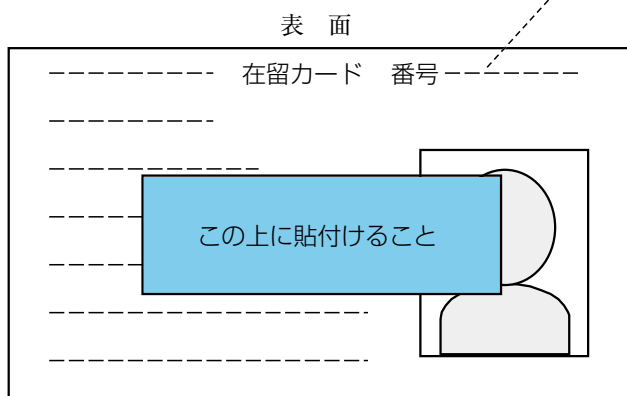 表 面
在留カード 番号
この上に貼付けること